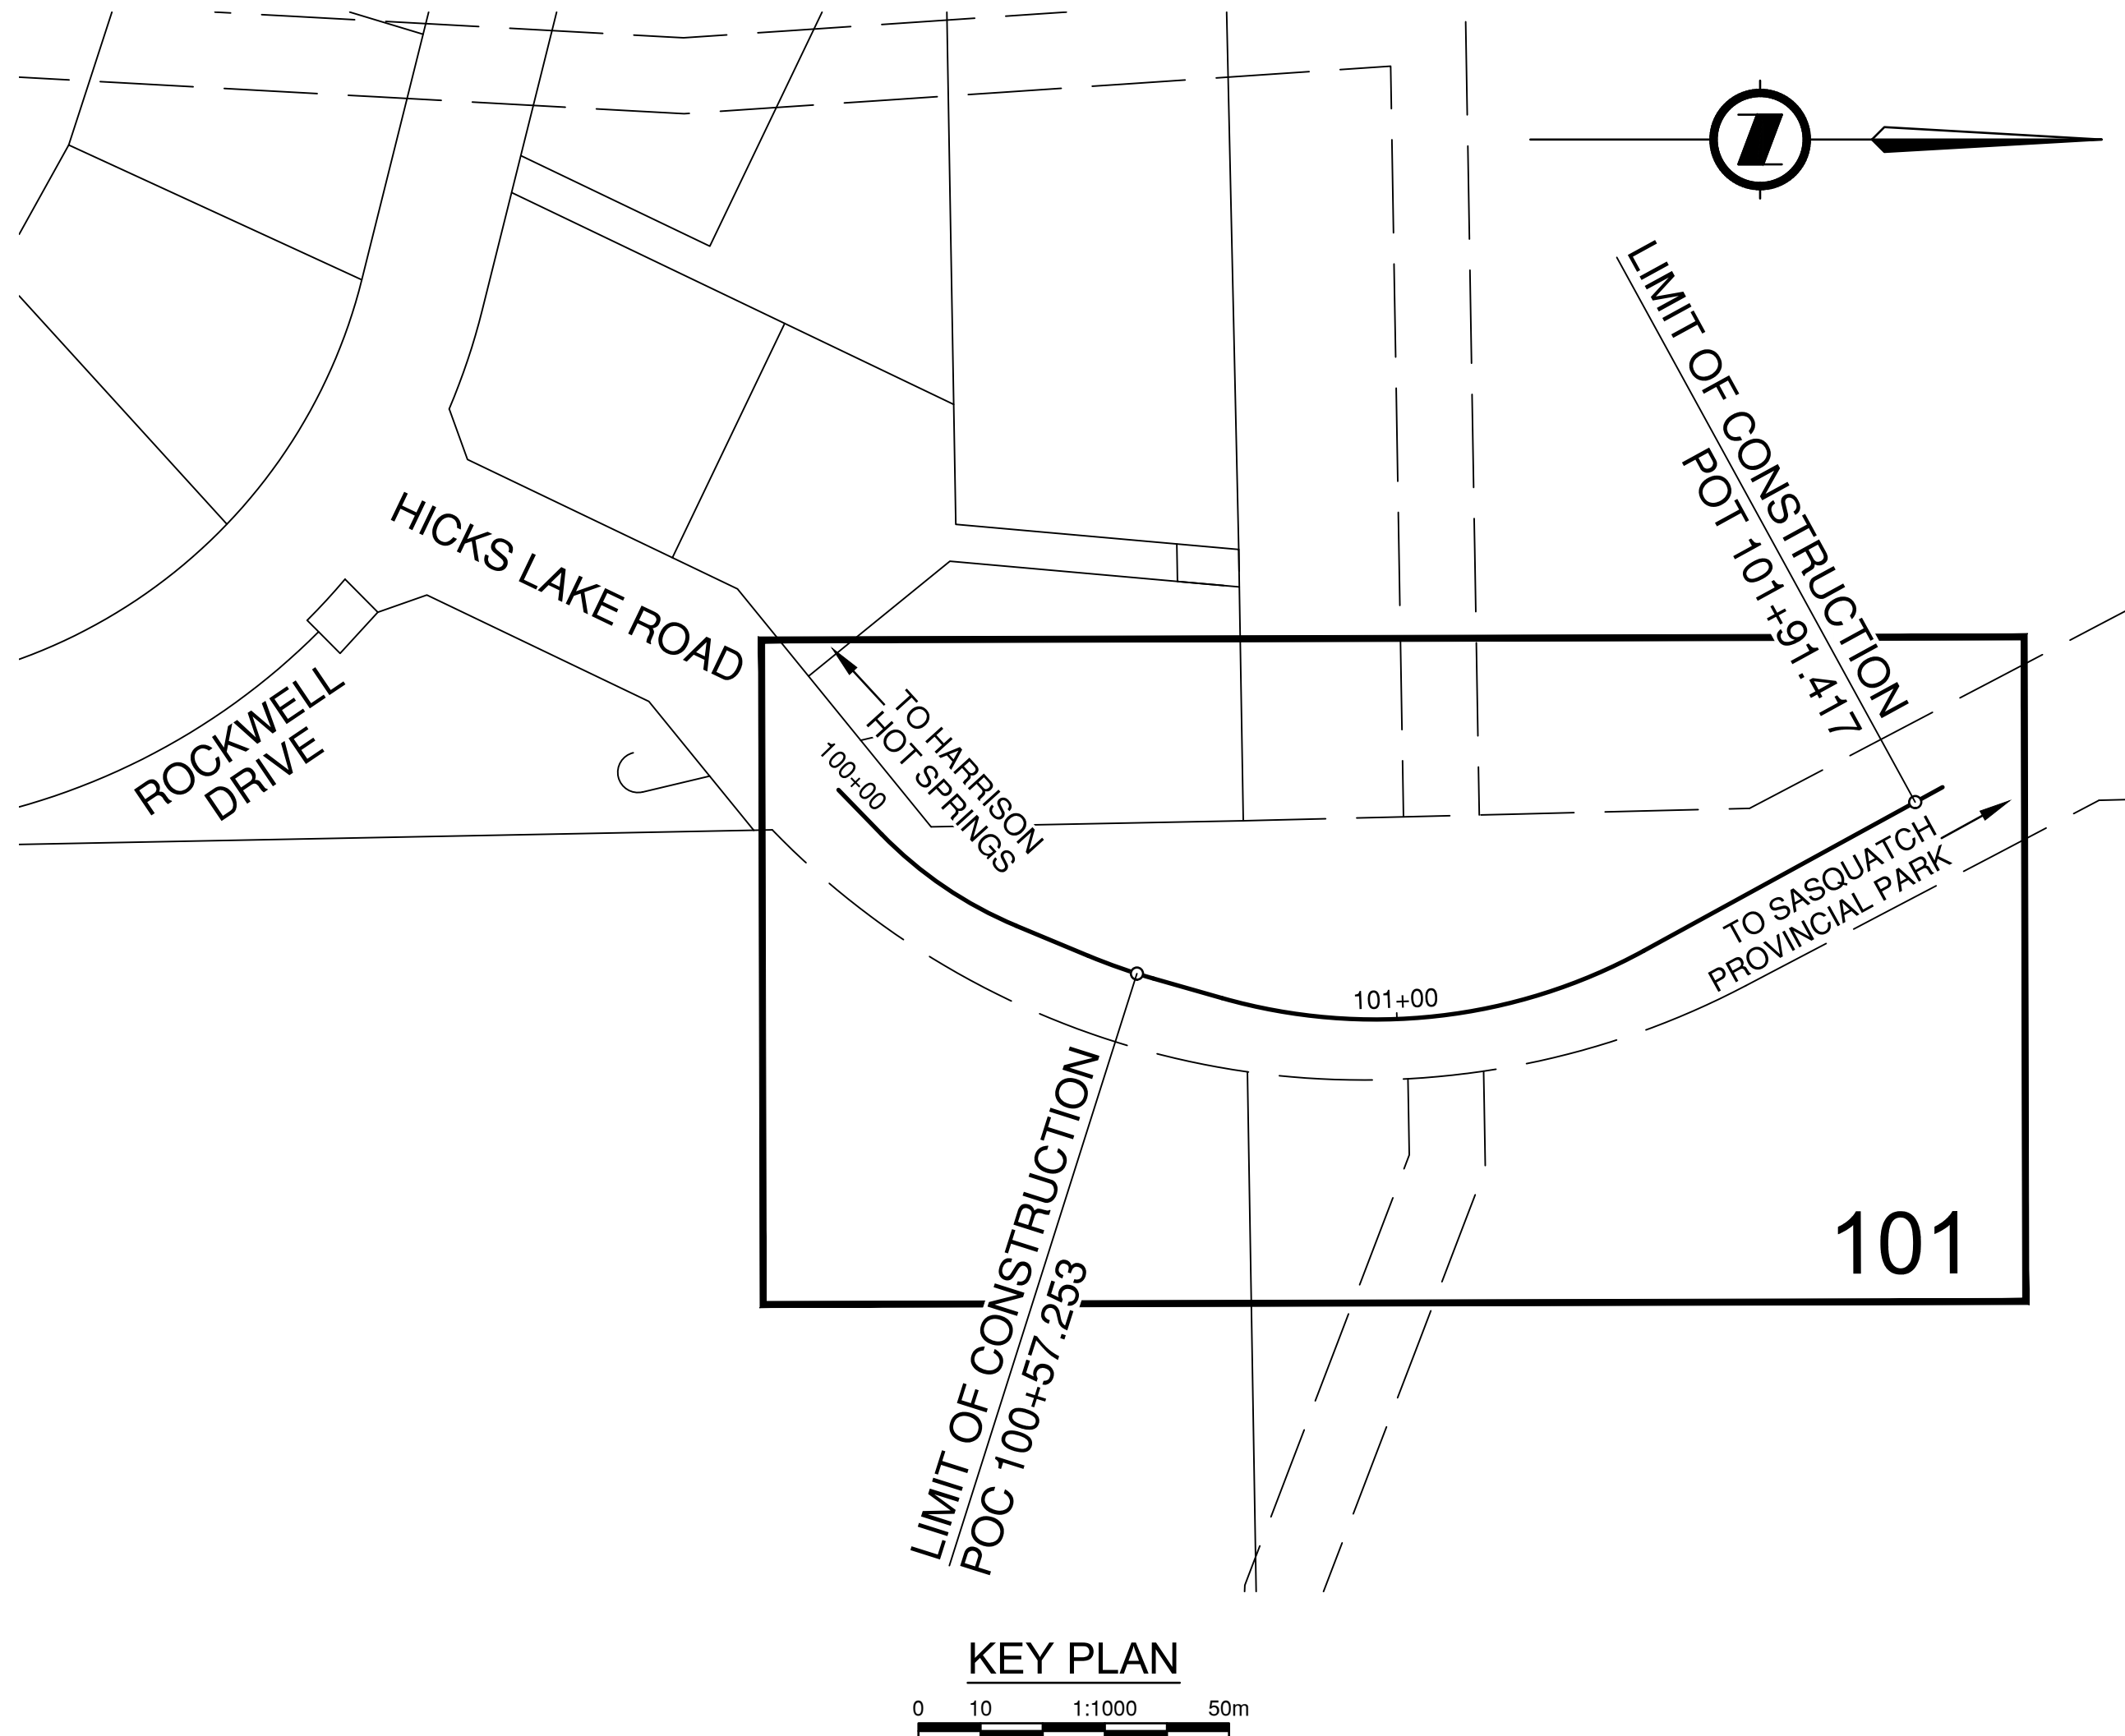 LIMIT OF CONSTRUCTION
POT 101+91.417
HICKS LAKE ROAD
ROCKWELL
DRIVE
TO HARRISON
HOT SPRINGS
100+00
101+00
TO SASQUATCH
PROVINCIAL PARK
LIMIT OF CONSTRUCTION
POC 100+57.253
101
KEY PLAN
0 10 1:1000 50m